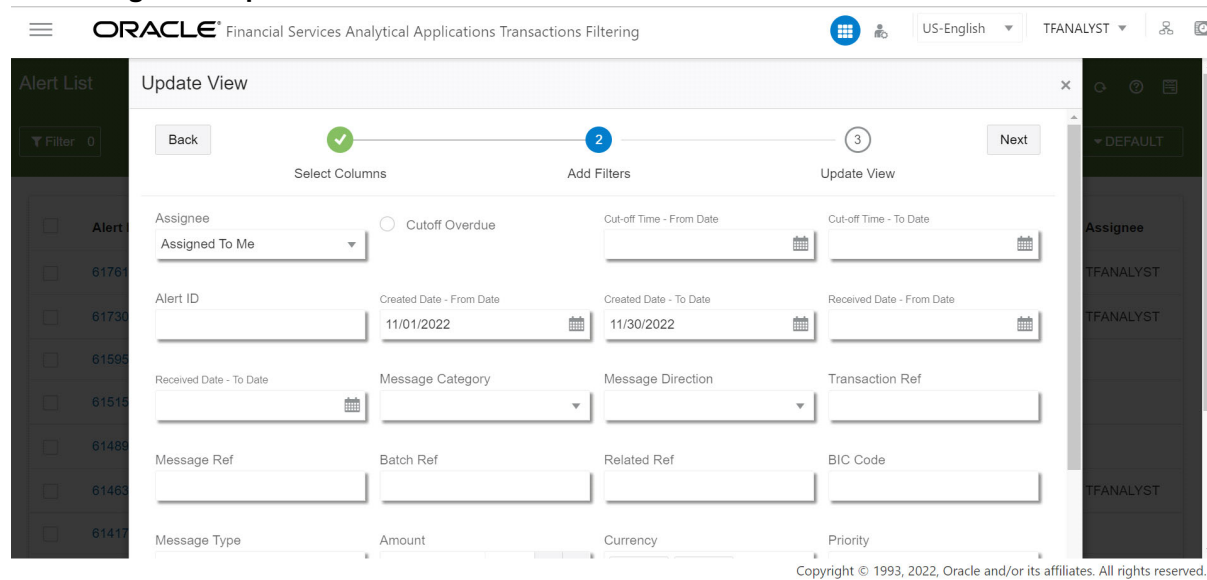 ORACLE® Financial Services Analytical Applications Transactions Filtering US-English TFANALYST
Alert List Update View ×
Filter 0 Back 2 3 Next DEFAULT
Select Columns Add Filters Update View
Assignee Cutoff Overdue Cut-off Time - From Date Cut-off Time - To Date
Alert Assignee
Assigned To Me
61761 TFANALYST
Alert ID Created Date - From Date Created Date - To Date Received Date - From Date
61730 11/01/2022 11/30/2022 TFANALYST
61595
Received Date - To Date Message Category Message Direction Transaction Ref
61515
61489
Message Ref Batch Ref Related Ref BIC Code
61463 TFANALYST
61417
Message Type Amount Currency Priority
Copyright © 1993, 2022, Oracle and/or its affiliates. All rights reserved.